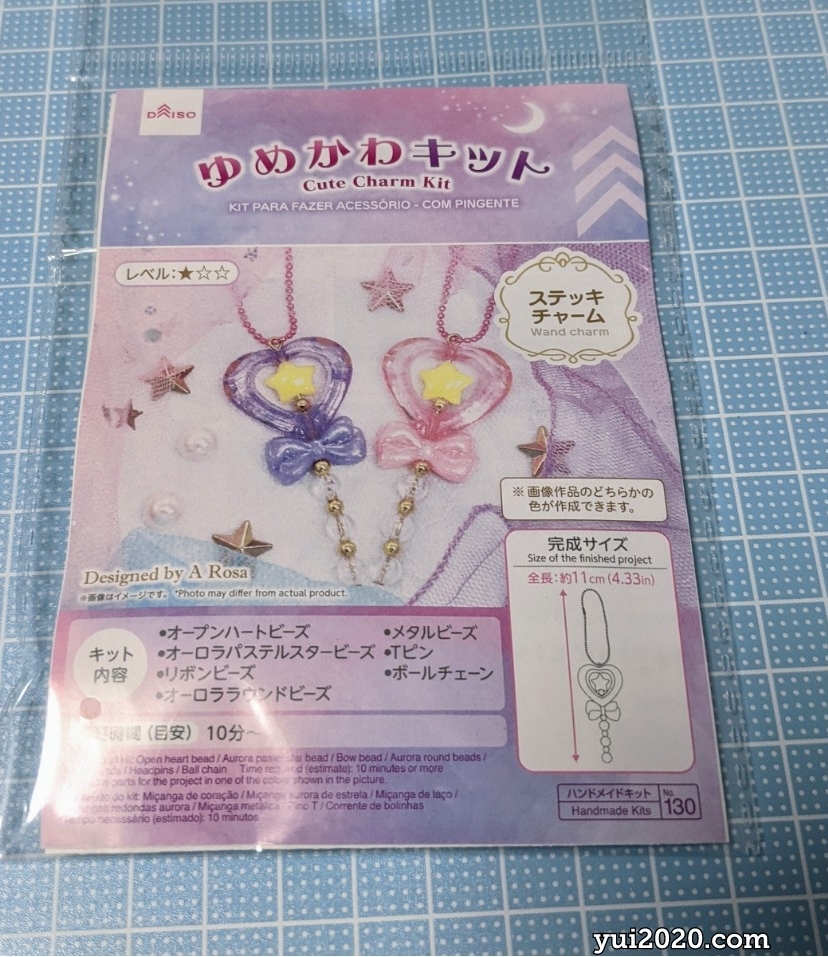 DAISO
ゆめかわキット
Cute Charm Kit
KIT PARA FAZER ACESSÓRIO - COM PINGENTE
レベル:★☆☆
ステッキ
チャーム
Wand charm
※画像作品のどちらかの
色が作成できます。
完成サイズ
Size of the finished project
全長:約11cm(4.33in)
Designed by A Rosa
※画像はイメージです。 *Photo may differ from actual product.
キット
内容
•オープンハートビーズ
•オーロラパステルスタービーズ
•リボンビーズ
•オーロララウンドビーズ
•メタルビーズ
•Tピン
•ボールチェーン
(目安) 10分~
Open heart bead / Aurora bead / Bow bead / Aurora round beads /
/ Headpins / Ball chain Time (estimate): 10 minutes or more
parts for the project in one of the shown in the picture.
do kit: Miçanga de coração / Miçanga aurora de estrela / Miçanga de laço /
redondas aurora / Miçanga metálica / Pino T / Corrente de bolinhas
necessário (estimado): 10 minutos
ハンドメイドキット
Handmade Kits
No.
130
yui2020.com